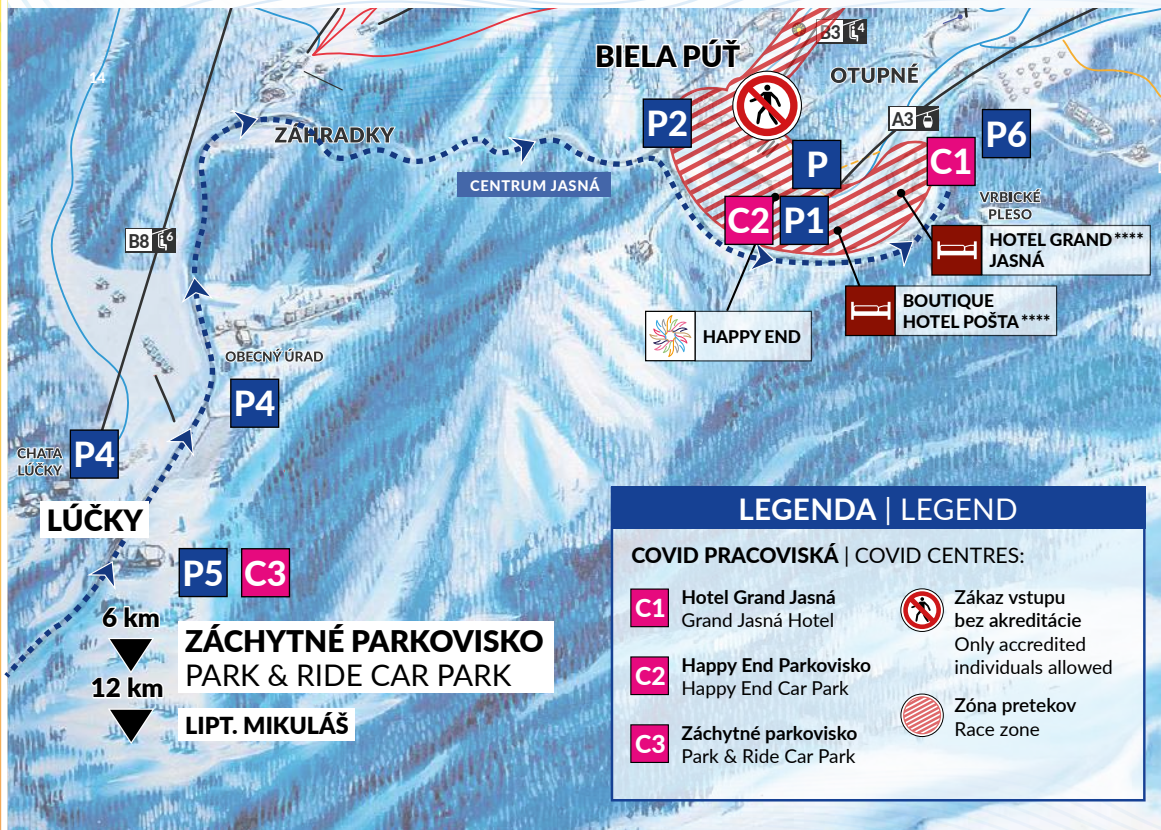 14
B3 4
BIELA PÚŤ
OTUPNÉ
P2
A3
P6
ZÁHRADKY
P
C1
CENTRUM JASNÁ
VRBICKÉ
PLESO
C2
P1
B8 6
HOTEL GRAND****
JASNÁ
BOUTIQUE
HOTEL POŠTA****
HAPPY END
OBECNÝ ÚRAD
P4
CHATA
LÚČKY
P4
LÚČKY
P5
C3
6 km
ZÁCHYTNÉ PARKOVISKO
PARK & RIDE CAR PARK
12 km
LIPT. MIKULÁŠ
LEGENDA | LEGEND
COVID PRACOVISKÁ | COVID CENTRES:
C1
Hotel Grand Jasná
Grand Jasná Hotel
C2
Happy End Parkovisko
Happy End Car Park
C3
Záchytné parkovisko
Park & Ride Car Park
Zákaz vstupu
bez akreditácie
Only accredited
individuals allowed
Zóna pretekov
Race zone